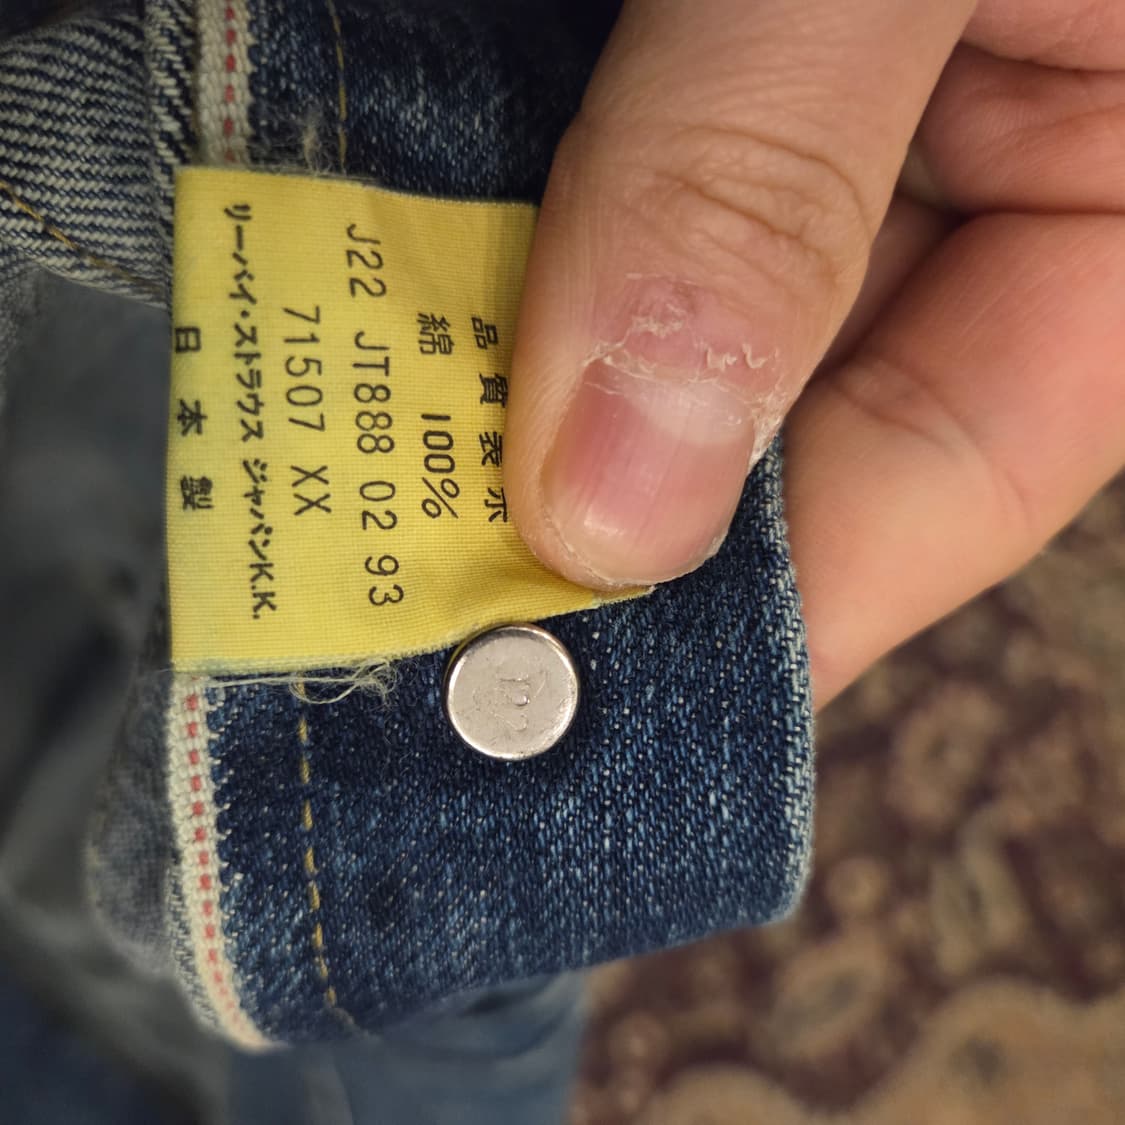 品質表示
綿 100%
J22 JT888 02 93
71507 XX
リーバイ・ストラウス ジャパンK.K.
日本製